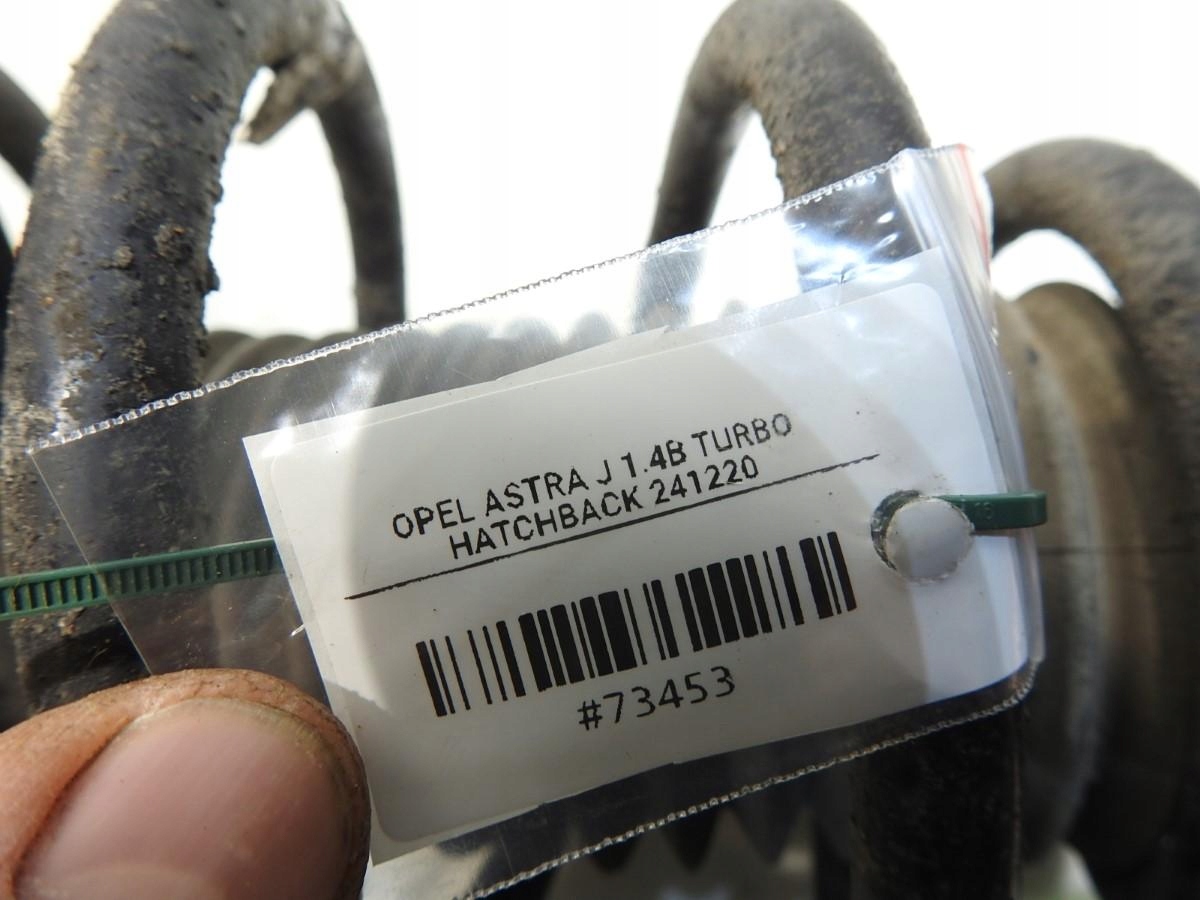 OPEL ASTRA J 1.4B TURBO
HATCHBACK 241220
#73453